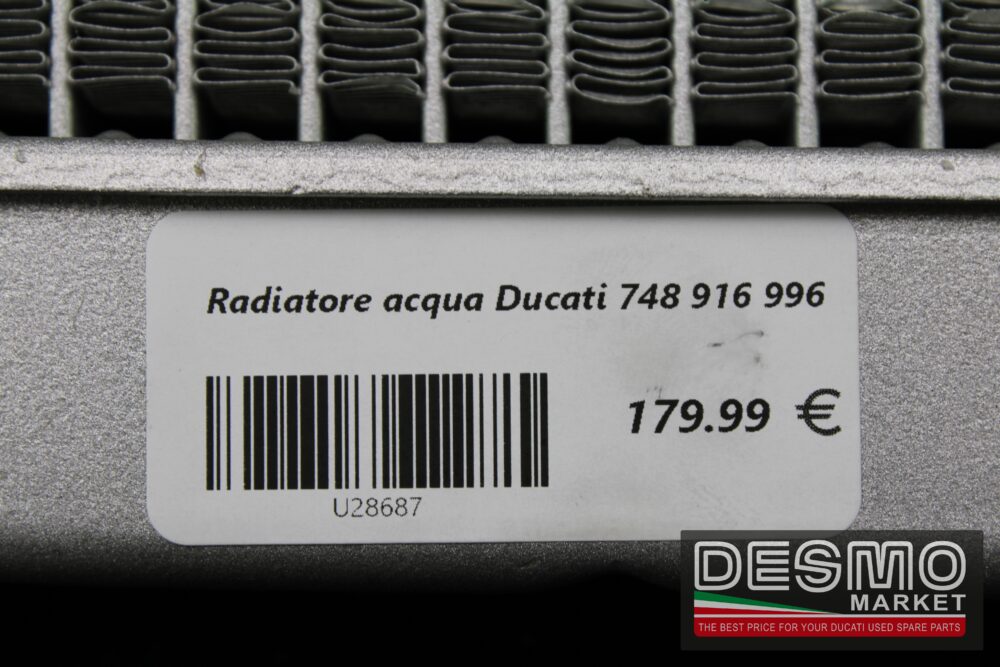 Radiatore acqua Ducati 748 916 996
179.99 €
U28687
DESMO
MARKET
THE BEST PRICE FOR YOUR DUCATI USED SPARE PARTS